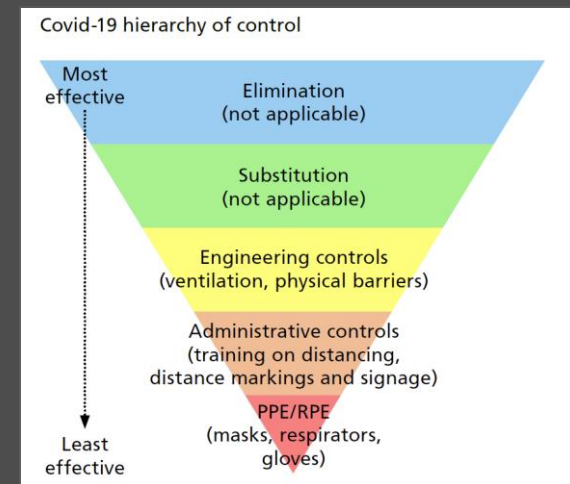 Covid-19 hierarchy of control
Most
effective
Elimination
(not applicable)
Substitution
(not applicable)
Engineering controls
(ventilation, physical barriers)
Administrative controls
(training on distancing,
distance markings and signage)
PPE/RPE
(masks, respirators,
gloves)
Least
effective